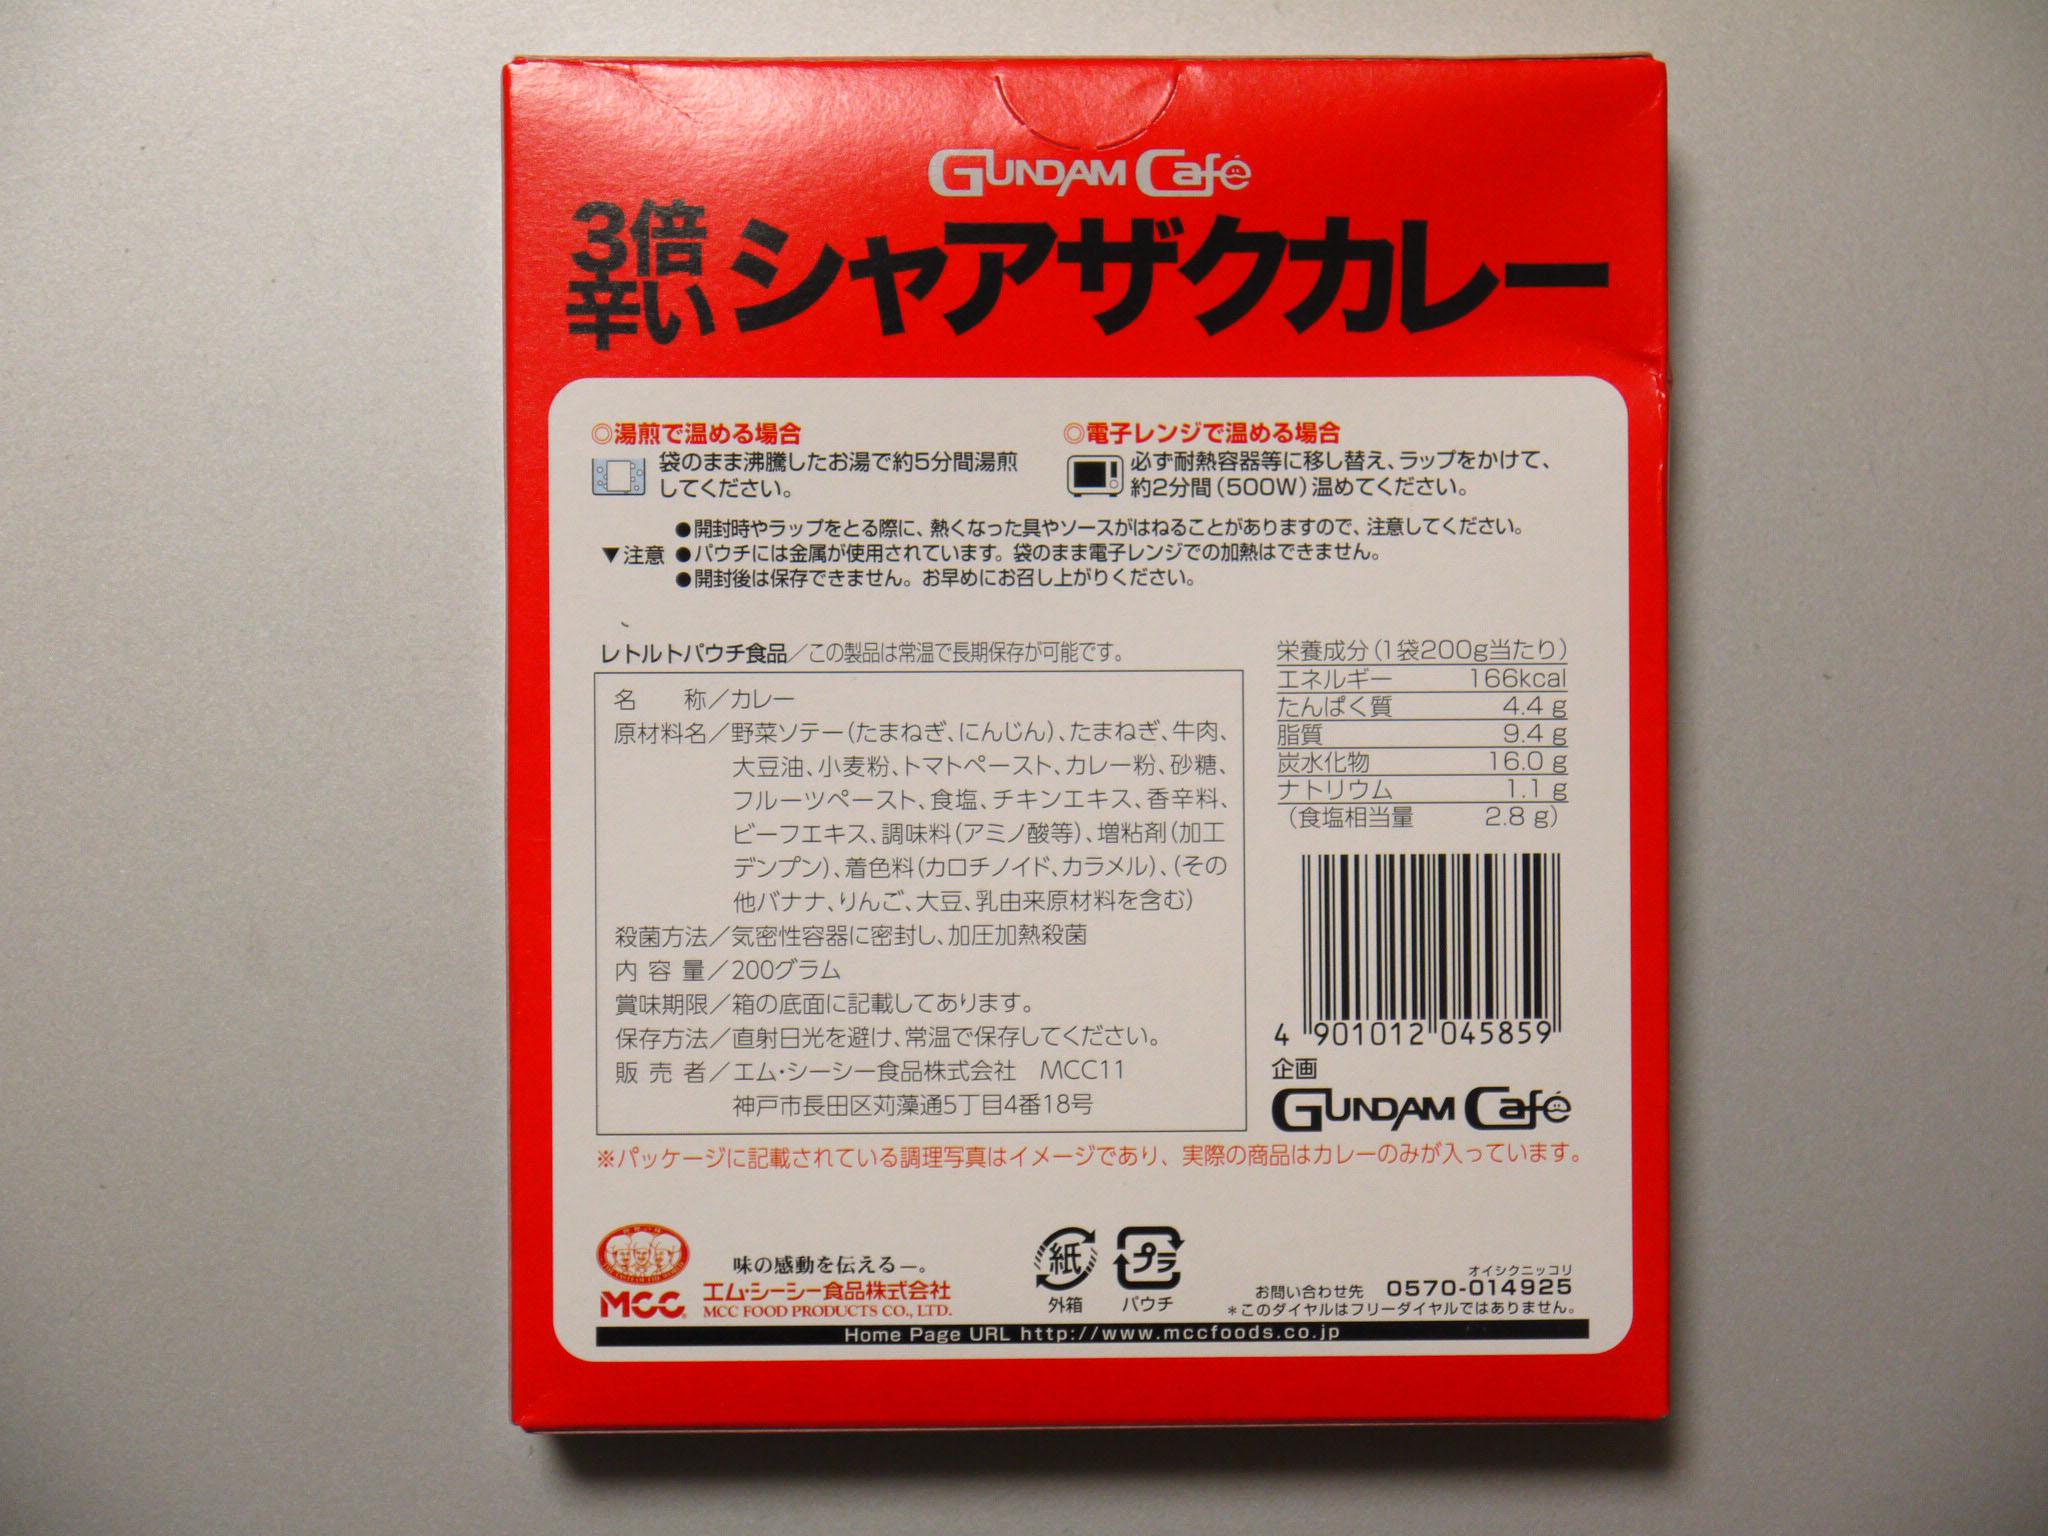 GUNDAM Café
3倍辛いシャアザクカレー
◎湯煎で温める場合
袋のまま沸騰したお湯で約5分間湯煎
してください。
◎電子レンジで温める場合
必ず耐熱容器等に移し替え、ラップをかけて、
約2分間(500W)温めてください。
▼注意
●開封時やラップをとる際に、熱くなった具やソースがはねることがありますので、注意してください。
●パウチには金属が使用されています。袋のまま電子レンジでの加熱はできません。
●開封後は保存できません。お早めにお召し上がりください。
レトルトパウチ食品/この製品は常温で長期保存が可能です。
名 称/カレー
原材料名/野菜ソテー(たまねぎ、にんじん)、たまねぎ、牛肉、
大豆油、小麦粉、トマトペースト、カレー粉、砂糖、
フルーツペースト、食塩、チキンエキス、香辛料、
ビーフエキス、調味料(アミノ酸等)、増粘剤(加工
デンプン)、着色料(カロチノイド、カラメル)、(その
他バナナ、りんご、大豆、乳由来原材料を含む)
殺菌方法/気密性容器に密封し、加圧加熱殺菌
内 容 量/200グラム
賞味期限/箱の底面に記載してあります。
保存方法/直射日光を避け、常温で保存してください。
販 売 者/エム・シーシー食品株式会社 MCC11
神戸市長田区苅藻通5丁目4番18号
栄養成分(1袋200g当たり)
エネルギー 166kcal
たんぱく質 4.4 g
脂質 9.4 g
炭水化物 16.0 g
ナトリウム 1.1 g
(食塩相当量 2.8 g)
4 901012 045859
企画
GUNDAM Café
※パッケージに記載されている調理写真はイメージであり、実際の商品はカレーのみが入っています。
MCC
味の感動を伝える―。
エム・シーシー食品株式会社
MCC FOOD PRODUCTS CO., LTD.
紙
外箱
プラ
パウチ
オイシクニッコリ
お問い合わせ先 0570-014925
*このダイヤルはフリーダイヤルではありません。
Home Page URL http://www.mccfoods.co.jp